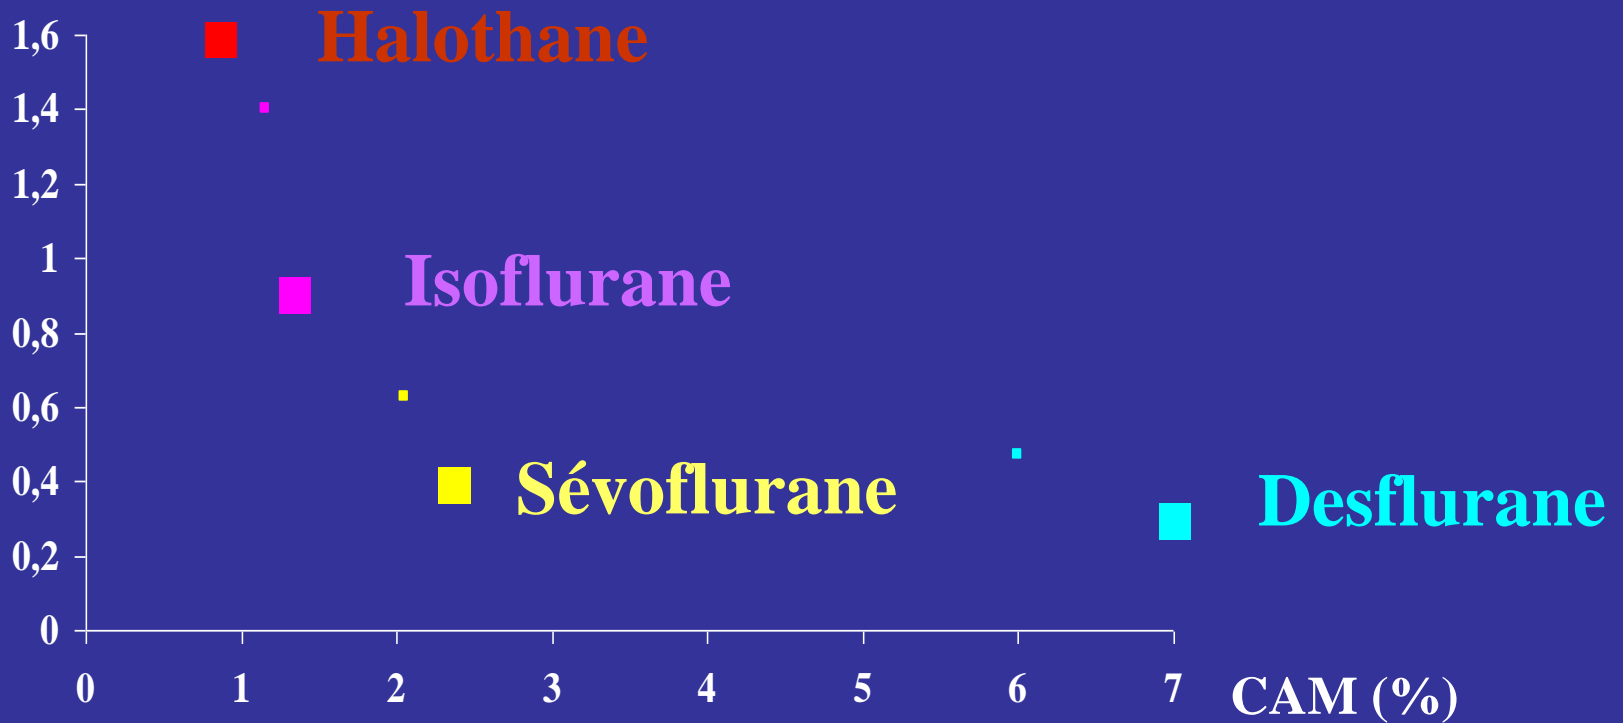 1,6
Halothane
1,4
1,2
1
Isoflurane
0,8
0,6
0,4
Sévoflurane
Desflurane
0,2
0
0 1 2 3 4 5 6 7 CAM (%)